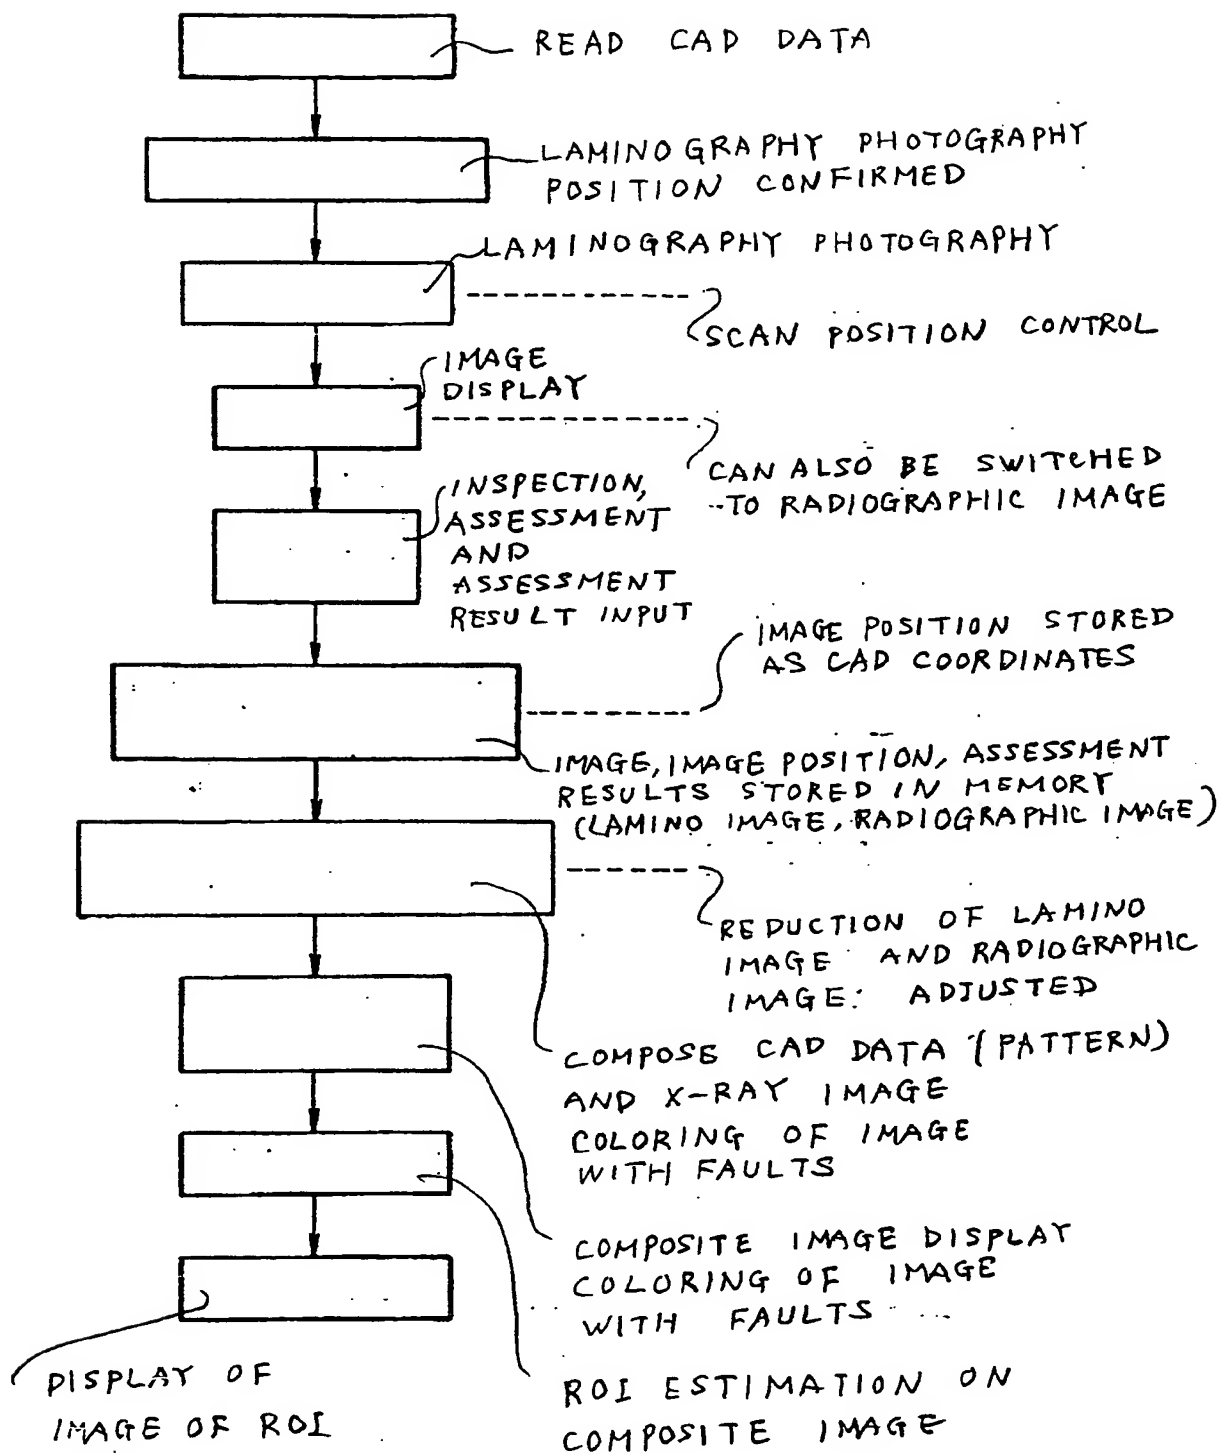 READ CAD DATA
LAMINOGRAPHY PHOTOGRAPHY
POSITION CONFIRMED
LAMINOGRAPHY PHOTOGRAPHY
SCAN POSITION CONTROL
IMAGE
DISPLAY
CAN ALSO BE SWITCHED
TO RADIOGRAPHIC IMAGE
INSPECTION,
ASSESSMENT
AND
ASSESSMENT
RESULT INPUT
IMAGE POSITION STORED
AS CAD COORDINATES
IMAGE, IMAGE POSITION, ASSESSMENT
RESULTS STORED IN MEMORY
(LAMINO IMAGE, RADIOGRAPHIC IMAGE)
REDUCTION OF LAMINO
IMAGE AND RADIOGRAPHIC
IMAGE: ADJUSTED
COMPOSE CAD DATA (PATTERN)
AND X-RAY IMAGE
COLORING OF IMAGE
WITH FAULTS
COMPOSITE IMAGE DISPLAY
COLORING OF IMAGE
WITH FAULTS
ROI ESTIMATION ON
COMPOSITE IMAGE
DISPLAY OF
IMAGE OF ROI